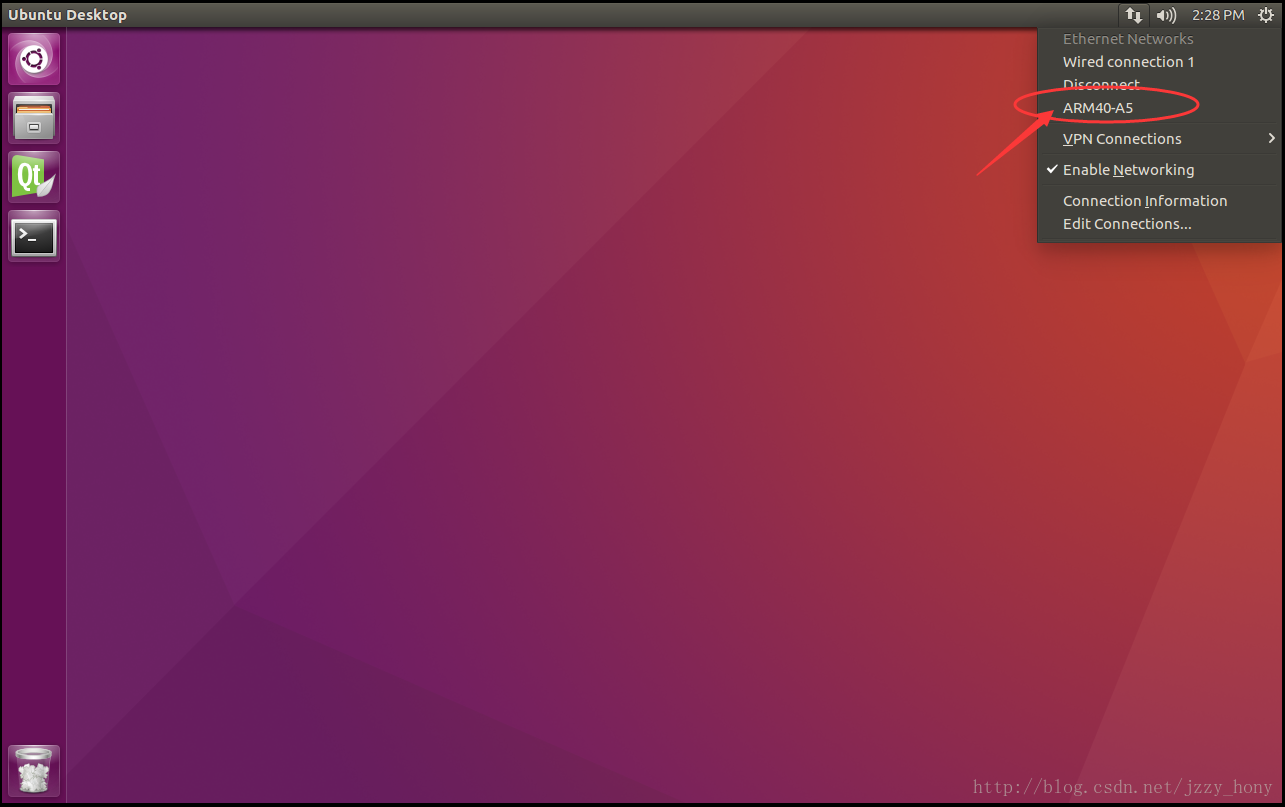 Ubuntu Desktop
2:28 PM
Ethernet Networks
Wired connection 1
Disconnect
ARM40-A5
VPN Connections
Enable Networking
Connection Information
Edit Connections...
Qt
>_
http://blog.csdn.net/jzzy_hony